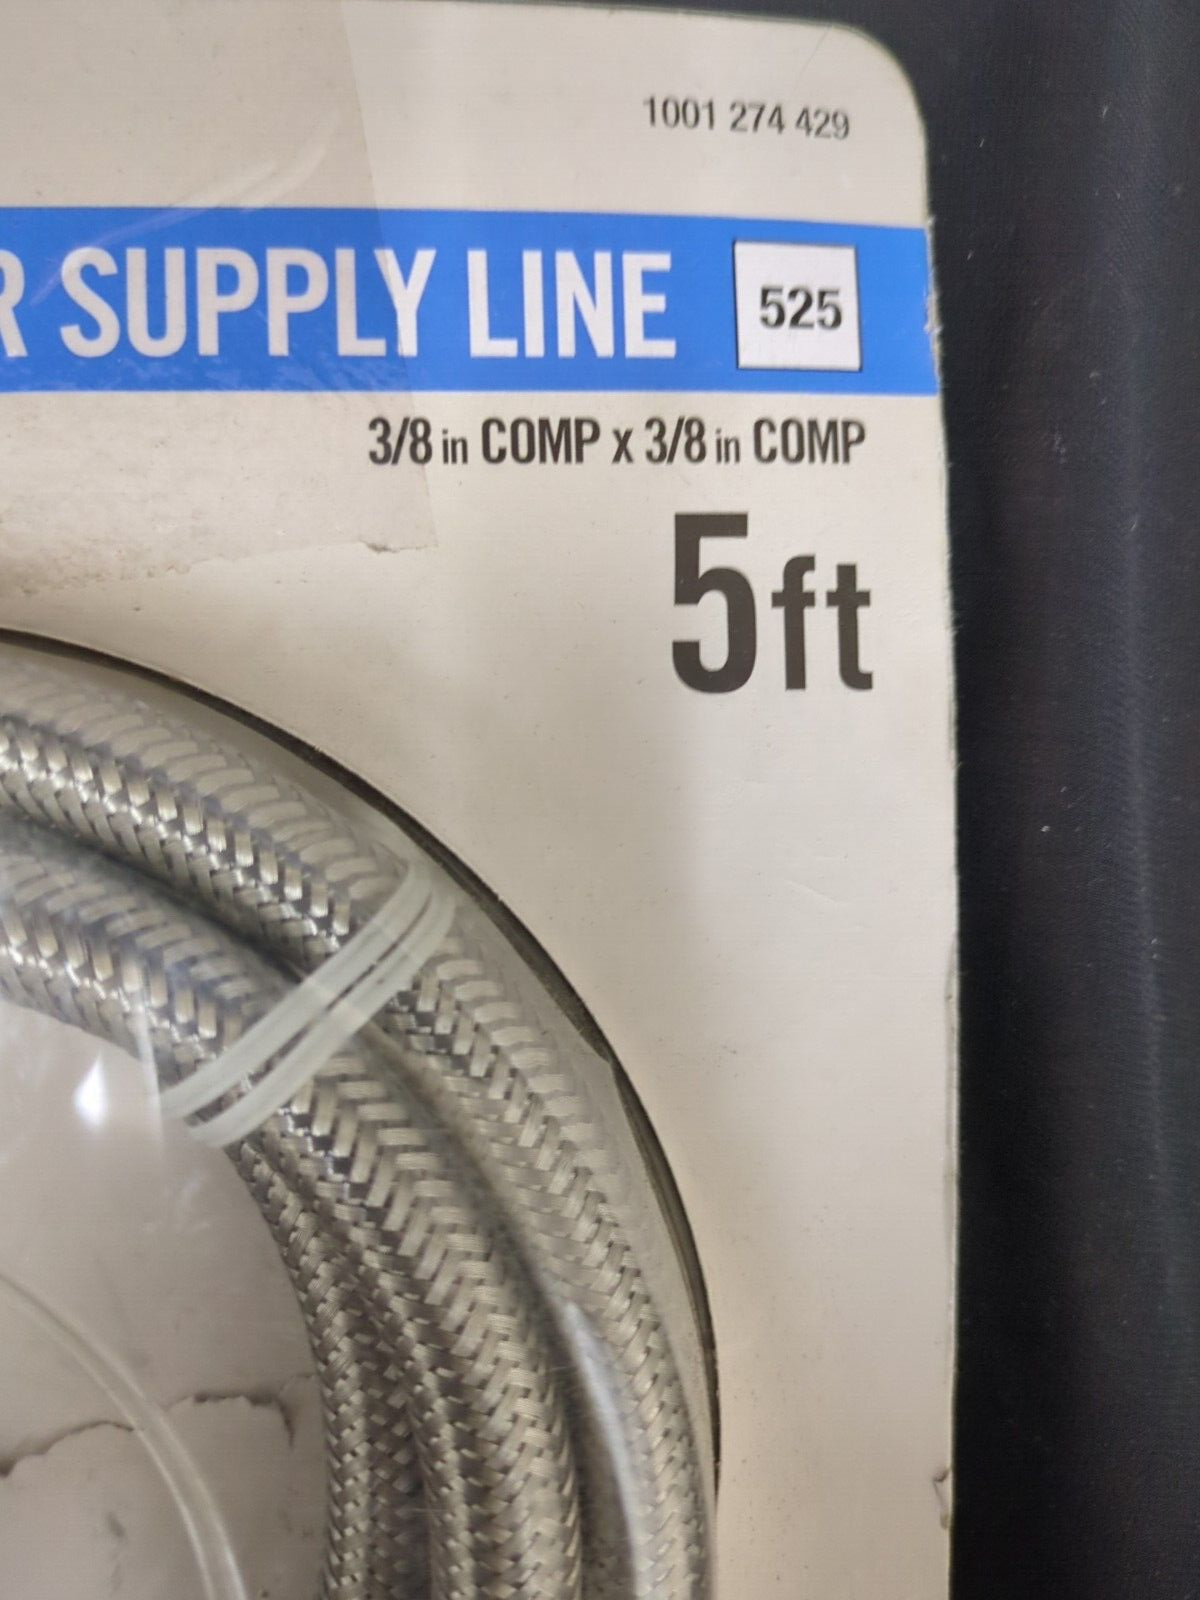 1001 274 429
R SUPPLY LINE 525
3/8 in COMP x 3/8 in COMP
5ft